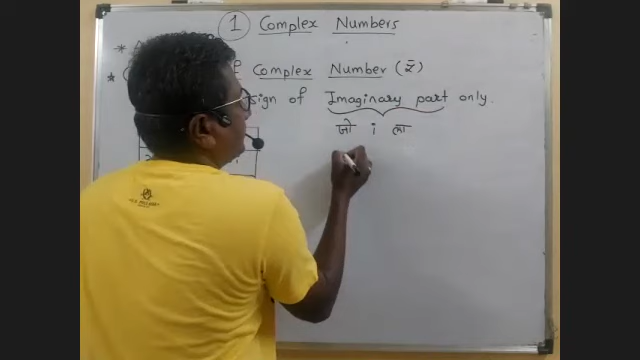 ① Complex Numbers
* 
* Complex Number (z̄)
sign of Imaginary part only.
जो i लो